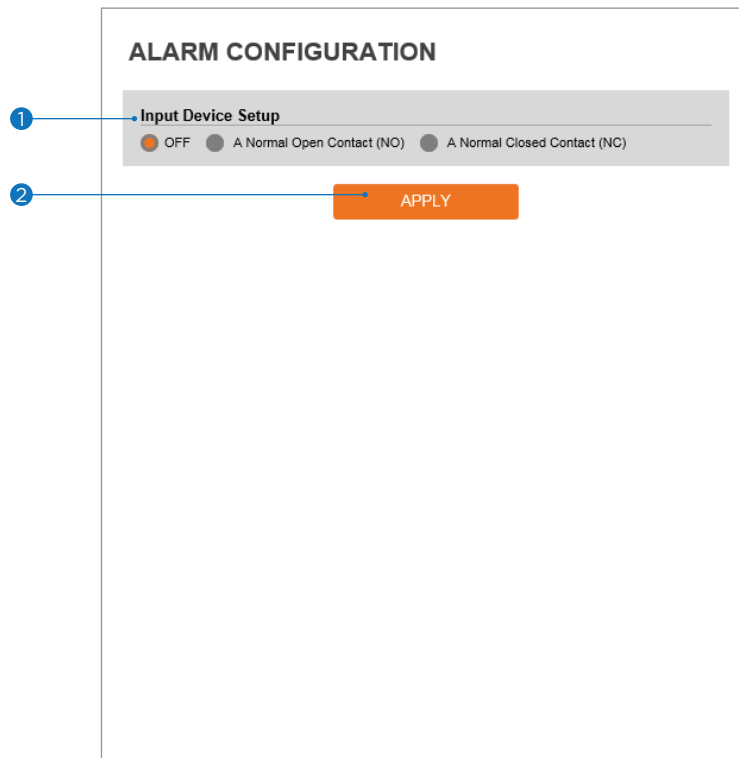 ALARM CONFIGURATION
1
Input Device Setup
OFF A Normal Open Contact (NO) A Normal Closed Contact (NC)
2
APPLY